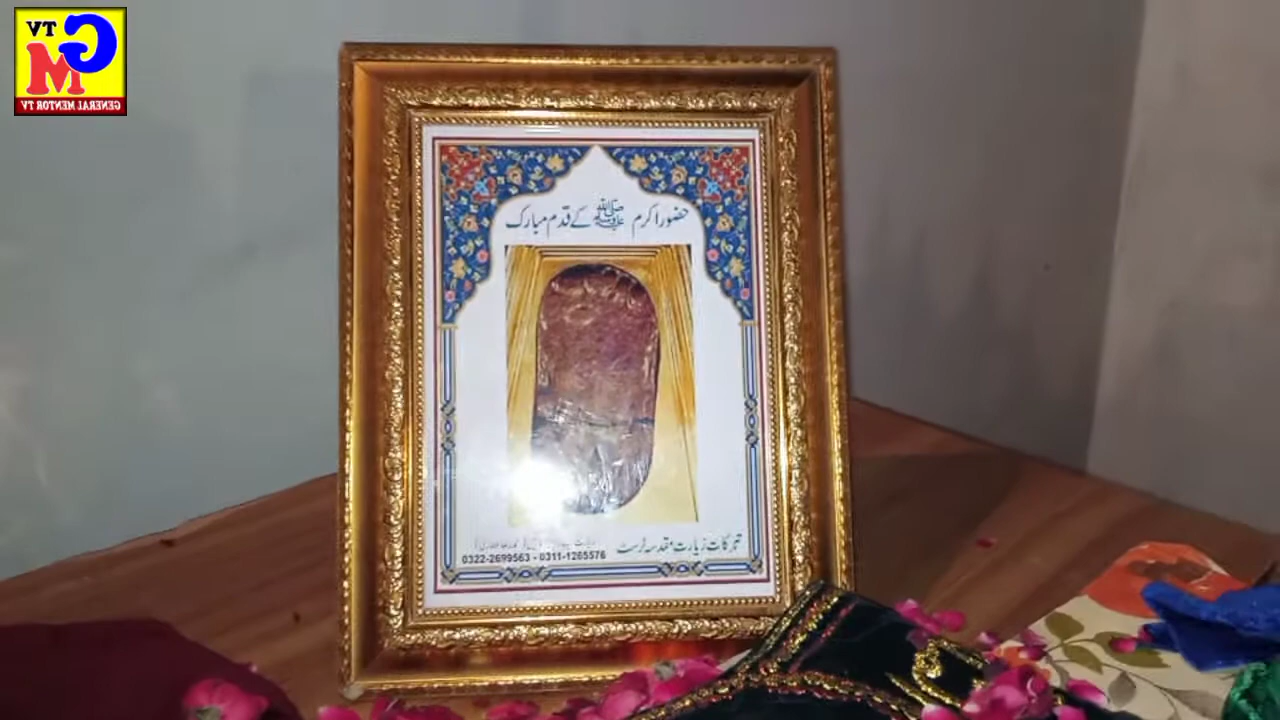 TV
GM
GENERAL MENTOR TV
حضور اکرم ﷺ کے قدم مبارک
تبرکات زیارت مقدسہ ٹرسٹ
0322-2699563 - 0311-1265576